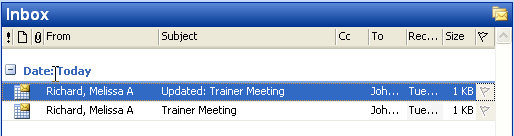 Inbox
! From Subject Cc To Rec... Size
Date: Today
Richard, Melissa A Updated: Trainer Meeting Joh... Tue... 1 KB
Richard, Melissa A Trainer Meeting Joh... Tue... 1 KB